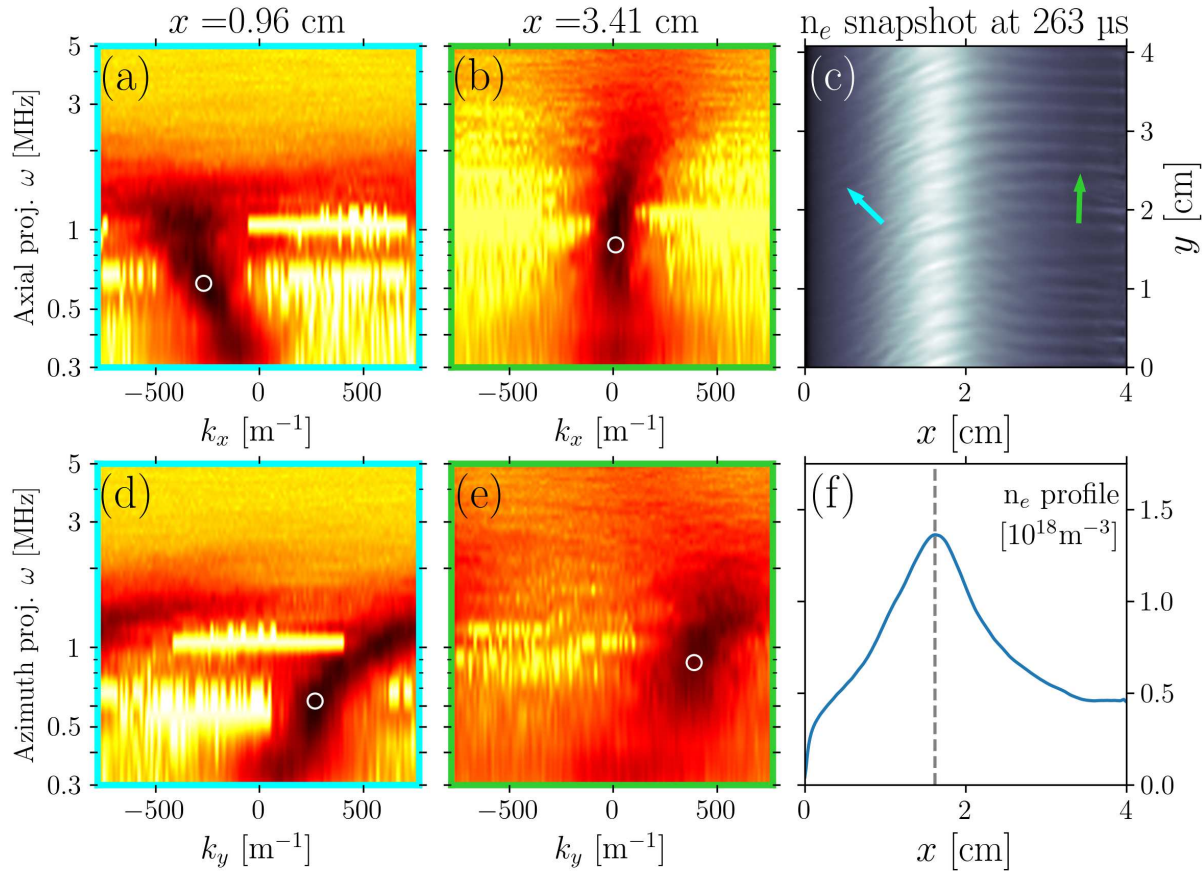 x =0.96 cm
x =3.41 cm
nₑ snapshot at 263 µs
(a)
(b)
(c)
Axial proj. ω [MHz]
5
3
1
0.5
0.3
−500 0 500
−500 0 500
0 2 4
4
3
2
1
0
y [cm]
kₓ [m⁻¹]
kₓ [m⁻¹]
x [cm]
(d)
(e)
(f)
nₑ profile
[10¹⁸m⁻³]
Azimuth proj. ω [MHz]
5
3
1
0.5
0.3
1.5
1.0
0.5
0.0
−500 0 500
−500 0 500
0 2 4
k_y [m⁻¹]
k_y [m⁻¹]
x [cm]